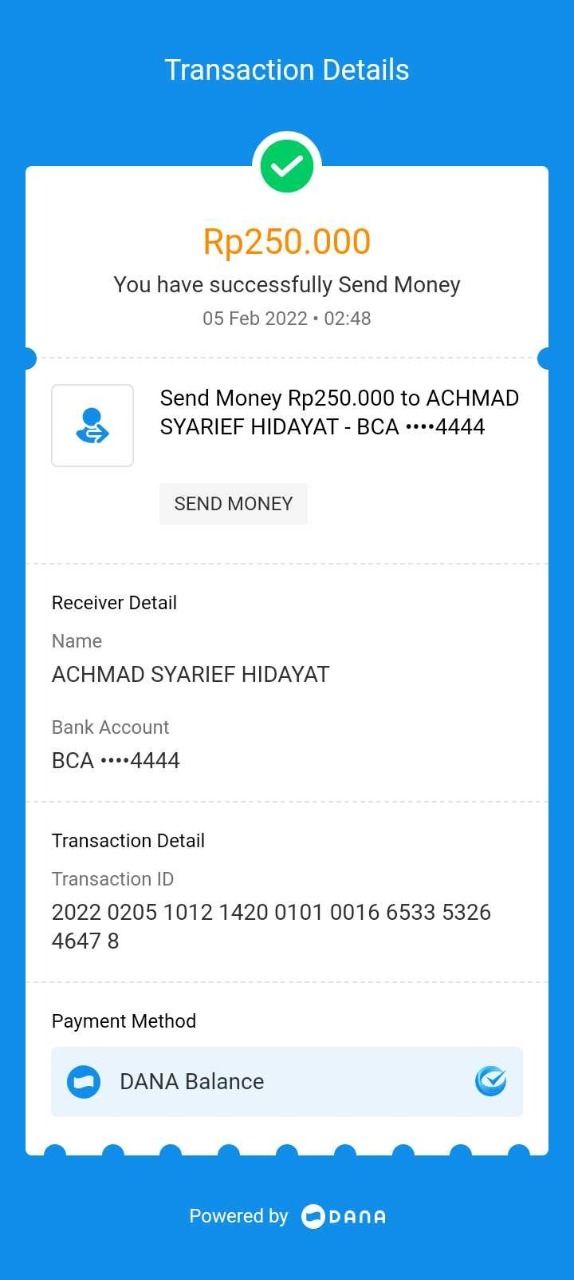 Transaction Details
Rp250.000
You have successfully Send Money
05 Feb 2022 • 02:48
Send Money Rp250.000 to ACHMAD
SYARIEF HIDAYAT - BCA ••••4444
SEND MONEY
Receiver Detail
Name
ACHMAD SYARIEF HIDAYAT
Bank Account
BCA ••••4444
Transaction Detail
Transaction ID
2022 0205 1012 1420 0101 0016 6533 5326
4647 8
Payment Method
DANA Balance
Powered by DANA